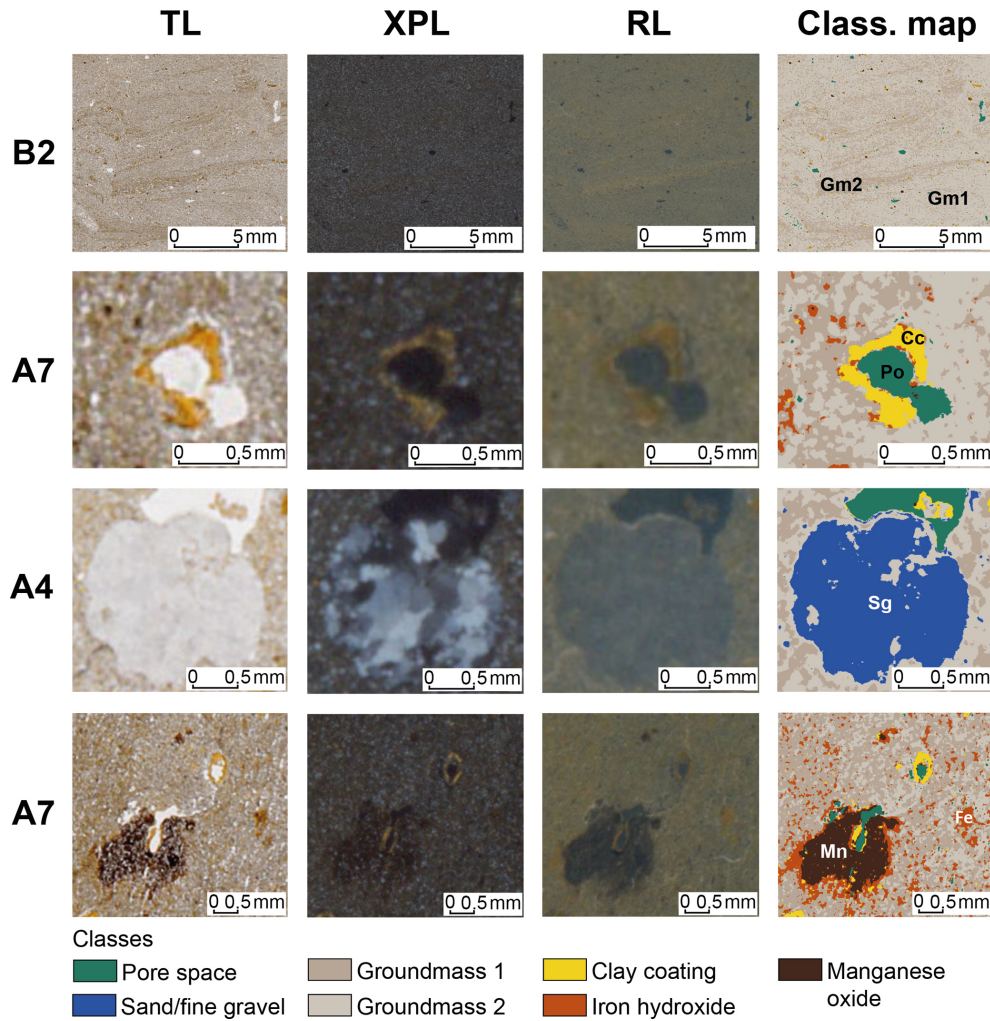 TL XPL RL Class. map
B2
Gm2
Gm1
0 5 mm 0 5 mm 0 5 mm 0 5 mm
A7
Cc
Po
0 0.5 mm 0 0.5 mm 0 0.5 mm 0 0.5 mm
A4
Sg
0 0.5 mm 0 0.5 mm 0 0.5 mm 0 0.5 mm
A7
Fe
Mn
0 0.5 mm 0 0.5 mm 0 0.5 mm 0 0.5 mm
Classes
Pore space Groundmass 1 Clay coating Manganese
oxide
Sand/fine gravel Groundmass 2 Iron hydroxide